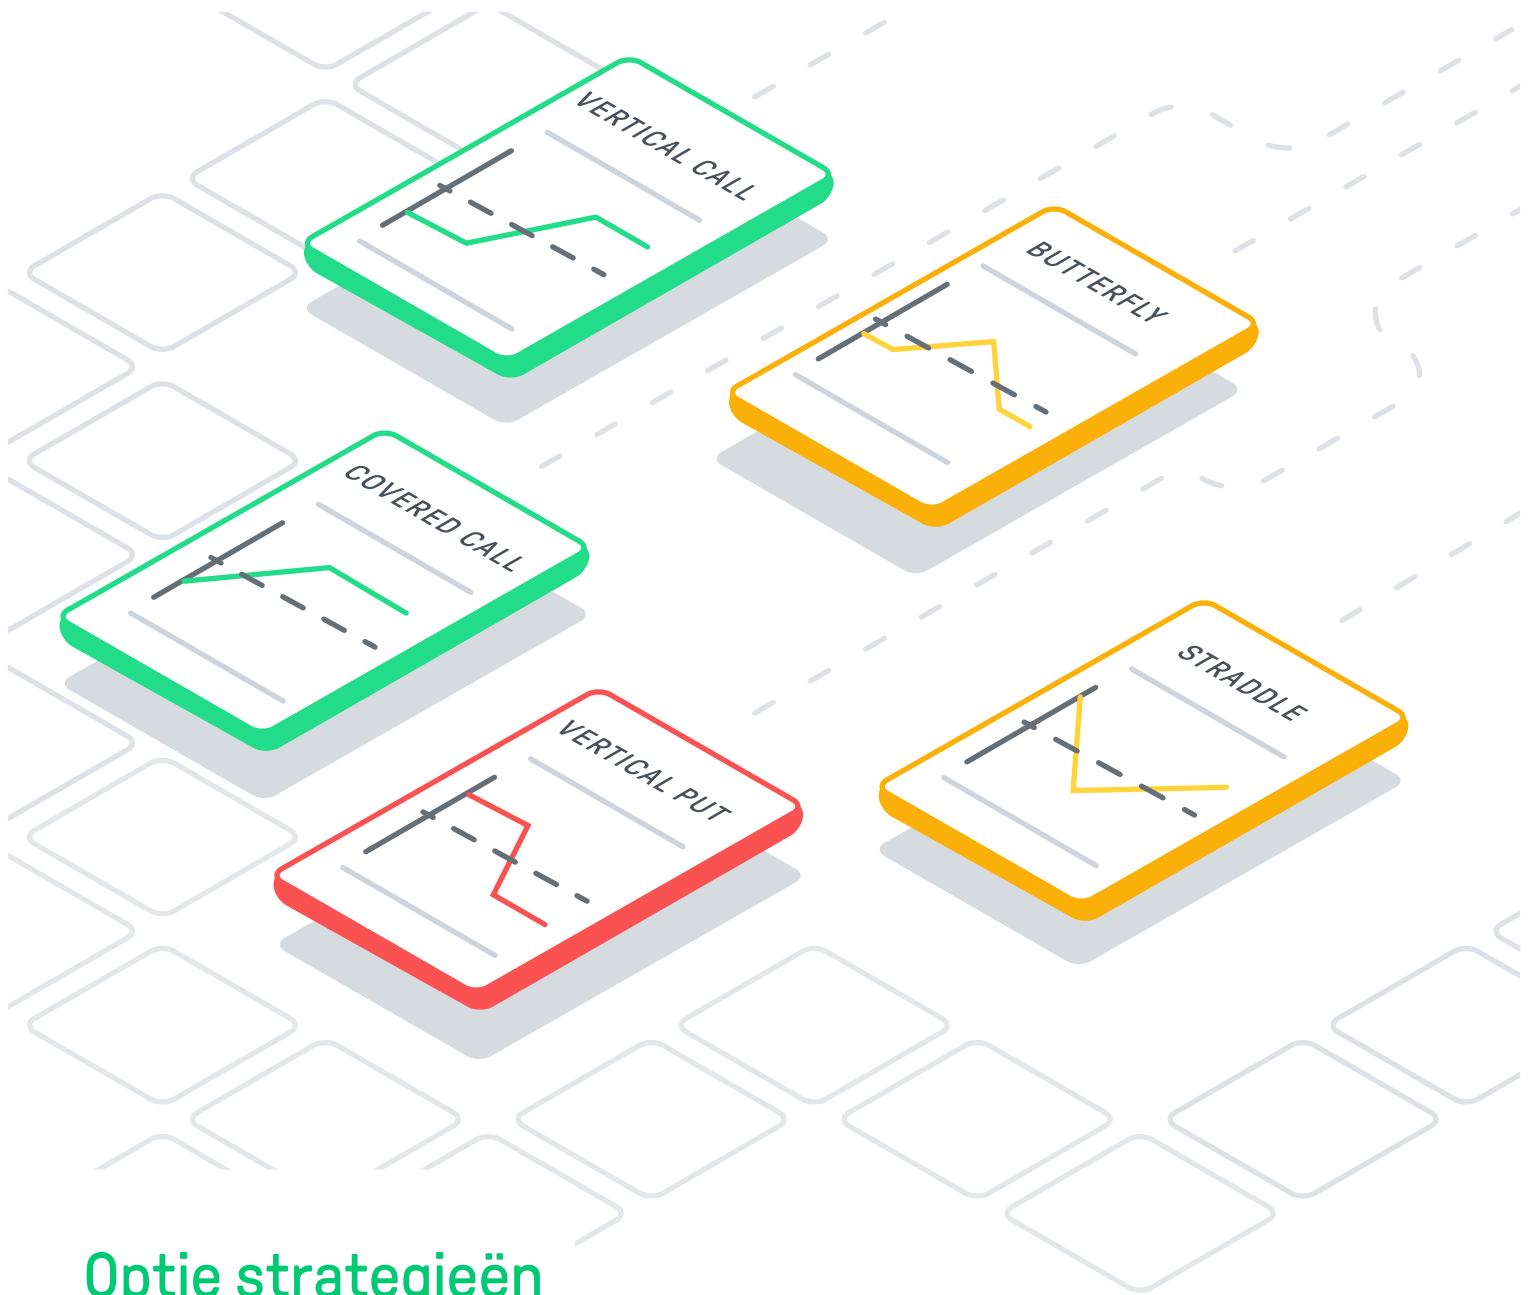 VERTICAL CALL
BUTTERFLY
COVERED CALL
STRADDLE
VERTICAL PUT
Optie strategieën